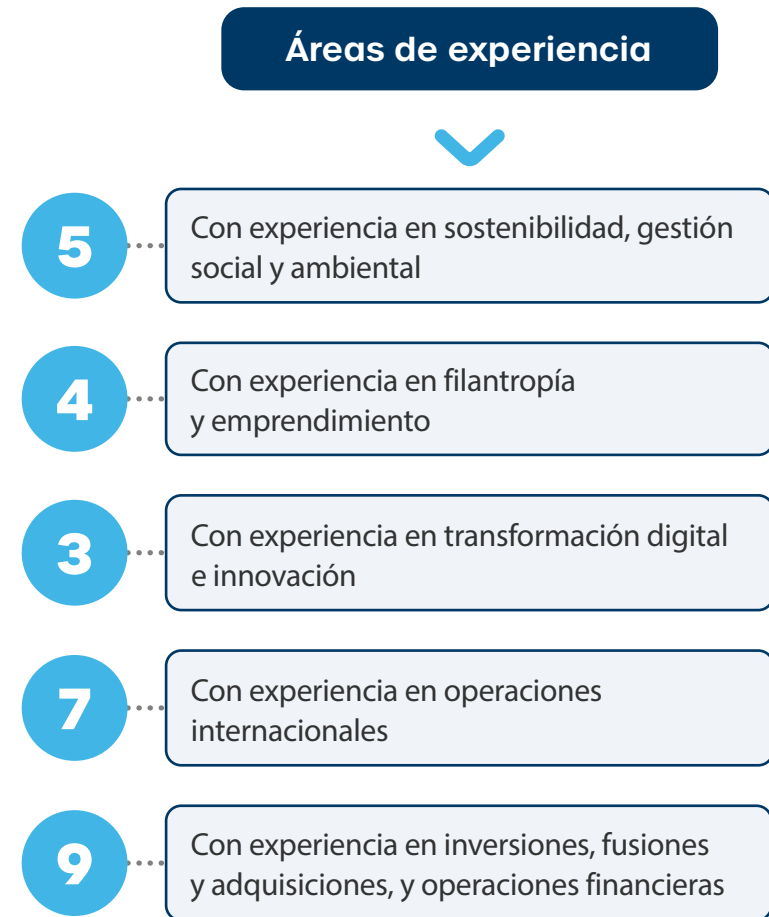 Áreas de experiencia
5
Con experiencia en sostenibilidad, gestión
social y ambiental
4
Con experiencia en filantropía
y emprendimiento
3
Con experiencia en transformación digital
e innovación
7
Con experiencia en operaciones
internacionales
9
Con experiencia en inversiones, fusiones
y adquisiciones, y operaciones financieras